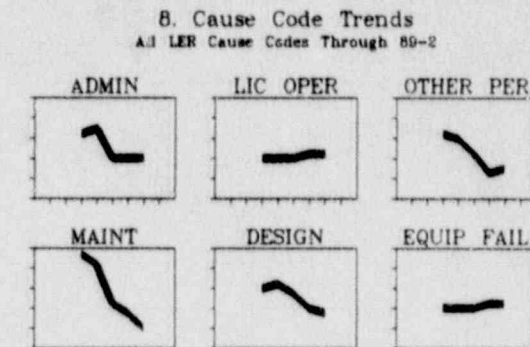 8. Cause Code Trends
All LER Cause Codes Through 89-2
ADMIN
LIC OPER
OTHER PER
MAINT
DESIGN
EQUIP FAIL